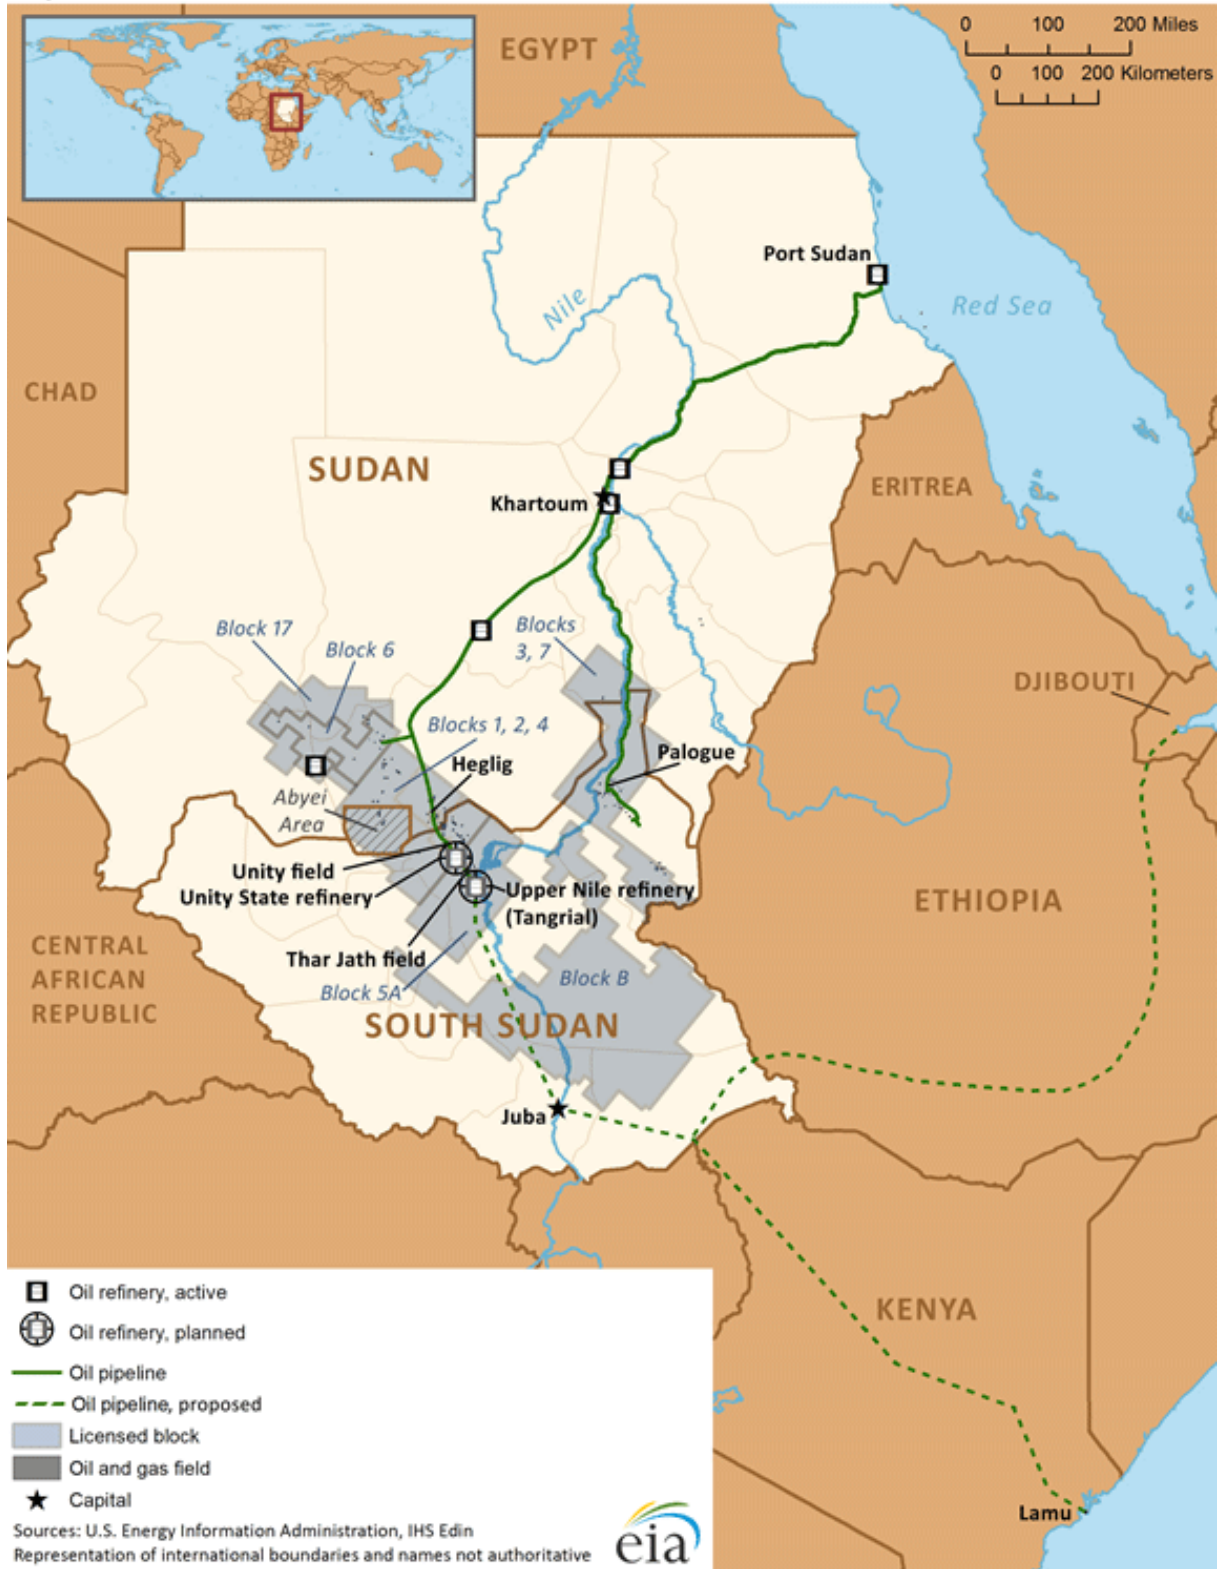 EGYPT
0 100 200 Miles
0 100 200 Kilometers
Port Sudan
Nile
Red Sea
CHAD
SUDAN
Khartoum
ERITREA
Block 17
Block 6
Blocks
3, 7
DJIBOUTI
Blocks 1, 2, 4
Heglig
Palogue
Abyei
Area
Unity field
Unity State refinery
Upper Nile refinery
(Tangrial)
ETHIOPIA
CENTRAL
AFRICAN
REPUBLIC
Thar Jath field
Block 5A
Block B
SOUTH SUDAN
Juba
KENYA
Lamu
Oil refinery, active
Oil refinery, planned
Oil pipeline
Oil pipeline, proposed
Licensed block
Oil and gas field
Capital
Sources: U.S. Energy Information Administration, IHS Edin
Representation of international boundaries and names not authoritative
eia